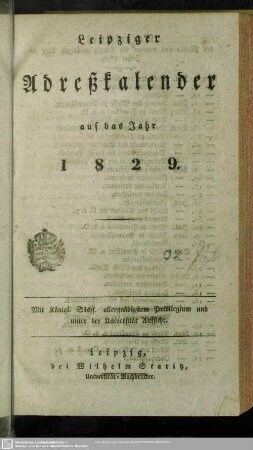 Leipziger
Adreßkalender
auf das Jahr
1829.
Mit Königl. Sächs. allergnädigstem Privilegium und
unter der Universität Aufsicht.
Leipzig,
bei Wilhelm Staritz,
Universitäts-Buchdrucker.